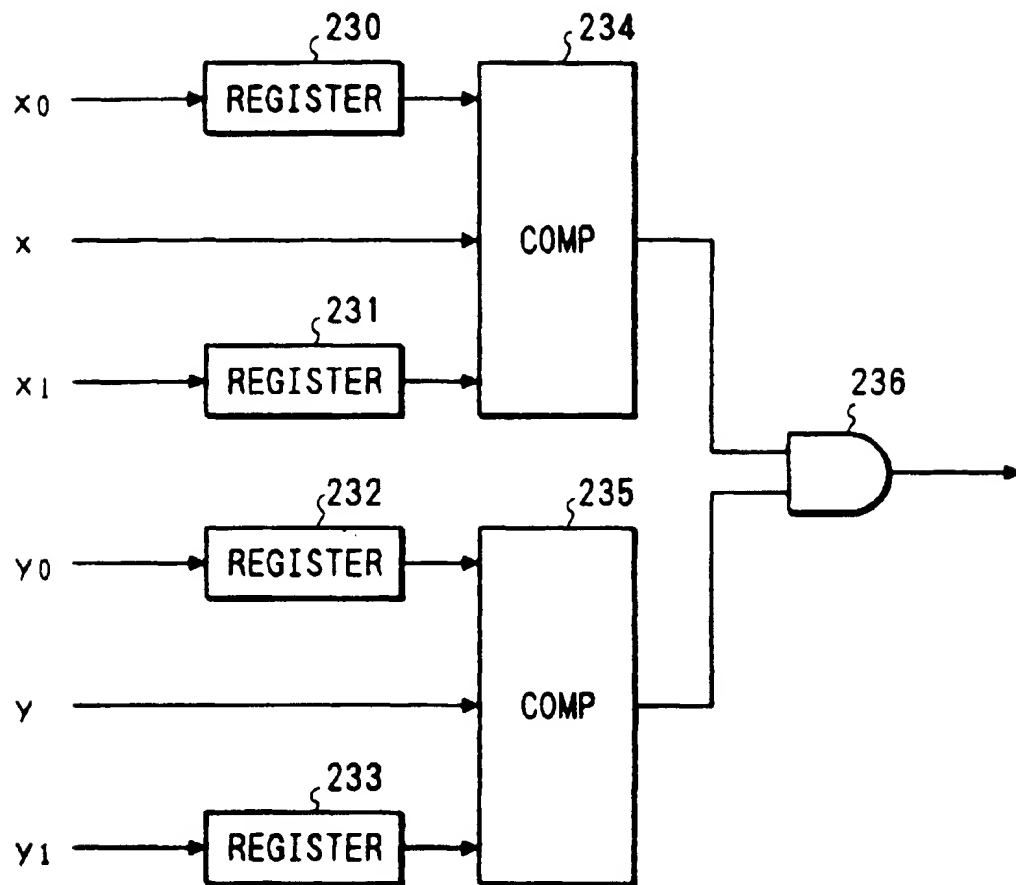 230
234
x0
REGISTER
x
COMP
231
x1
REGISTER
236
232
235
y0
REGISTER
y
COMP
233
y1
REGISTER